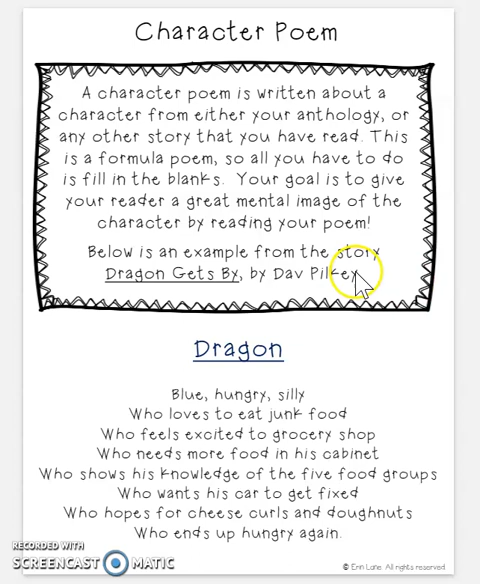 Character Poem
A character poem is written about a
character from either your anthology, or
any other story that you have read. This
is a formula poem, so all you have to do
is fill in the blanks. Your goal is to give
your reader a great mental image of the
character by reading your poem!
Below is an example from the story
Dragon Gets By, by Dav Pilkey
Dragon
Blue, hungry, silly
Who loves to eat junk food
Who feels excited to grocery shop
Who needs more food in his cabinet
Who shows his knowledge of the five food groups
Who wants his car to get fixed
Who hopes for cheese curls and doughnuts
Who ends up hungry again.
RECORDED WITH
SCREENCAST MATIC
© Erin Lane. All rights reserved.